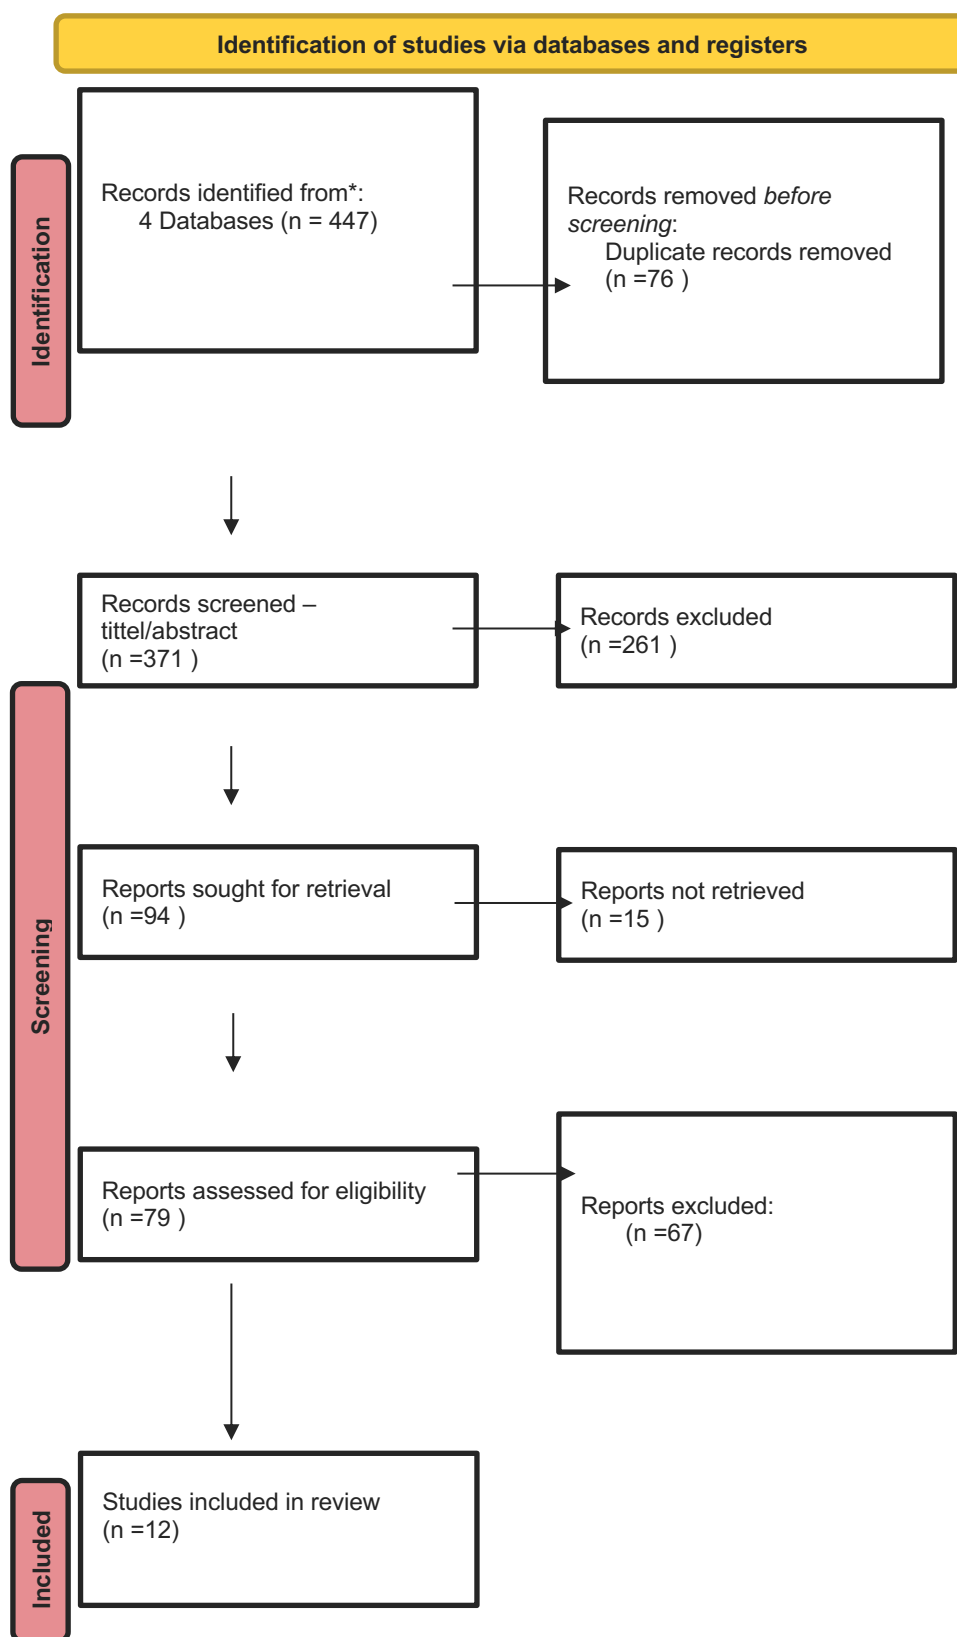 Identification of studies via databases and registers
Identification
Records identified from*:
4 Databases (n = 447)
Records removed before
screening:
Duplicate records removed
(n =76 )
Records screened –
tittel/abstract
(n =371 )
Records excluded
(n =261 )
Screening
Reports sought for retrieval
(n =94 )
Reports not retrieved
(n =15 )
Reports assessed for eligibility
(n =79 )
Reports excluded:
(n =67)
Included
Studies included in review
(n =12)